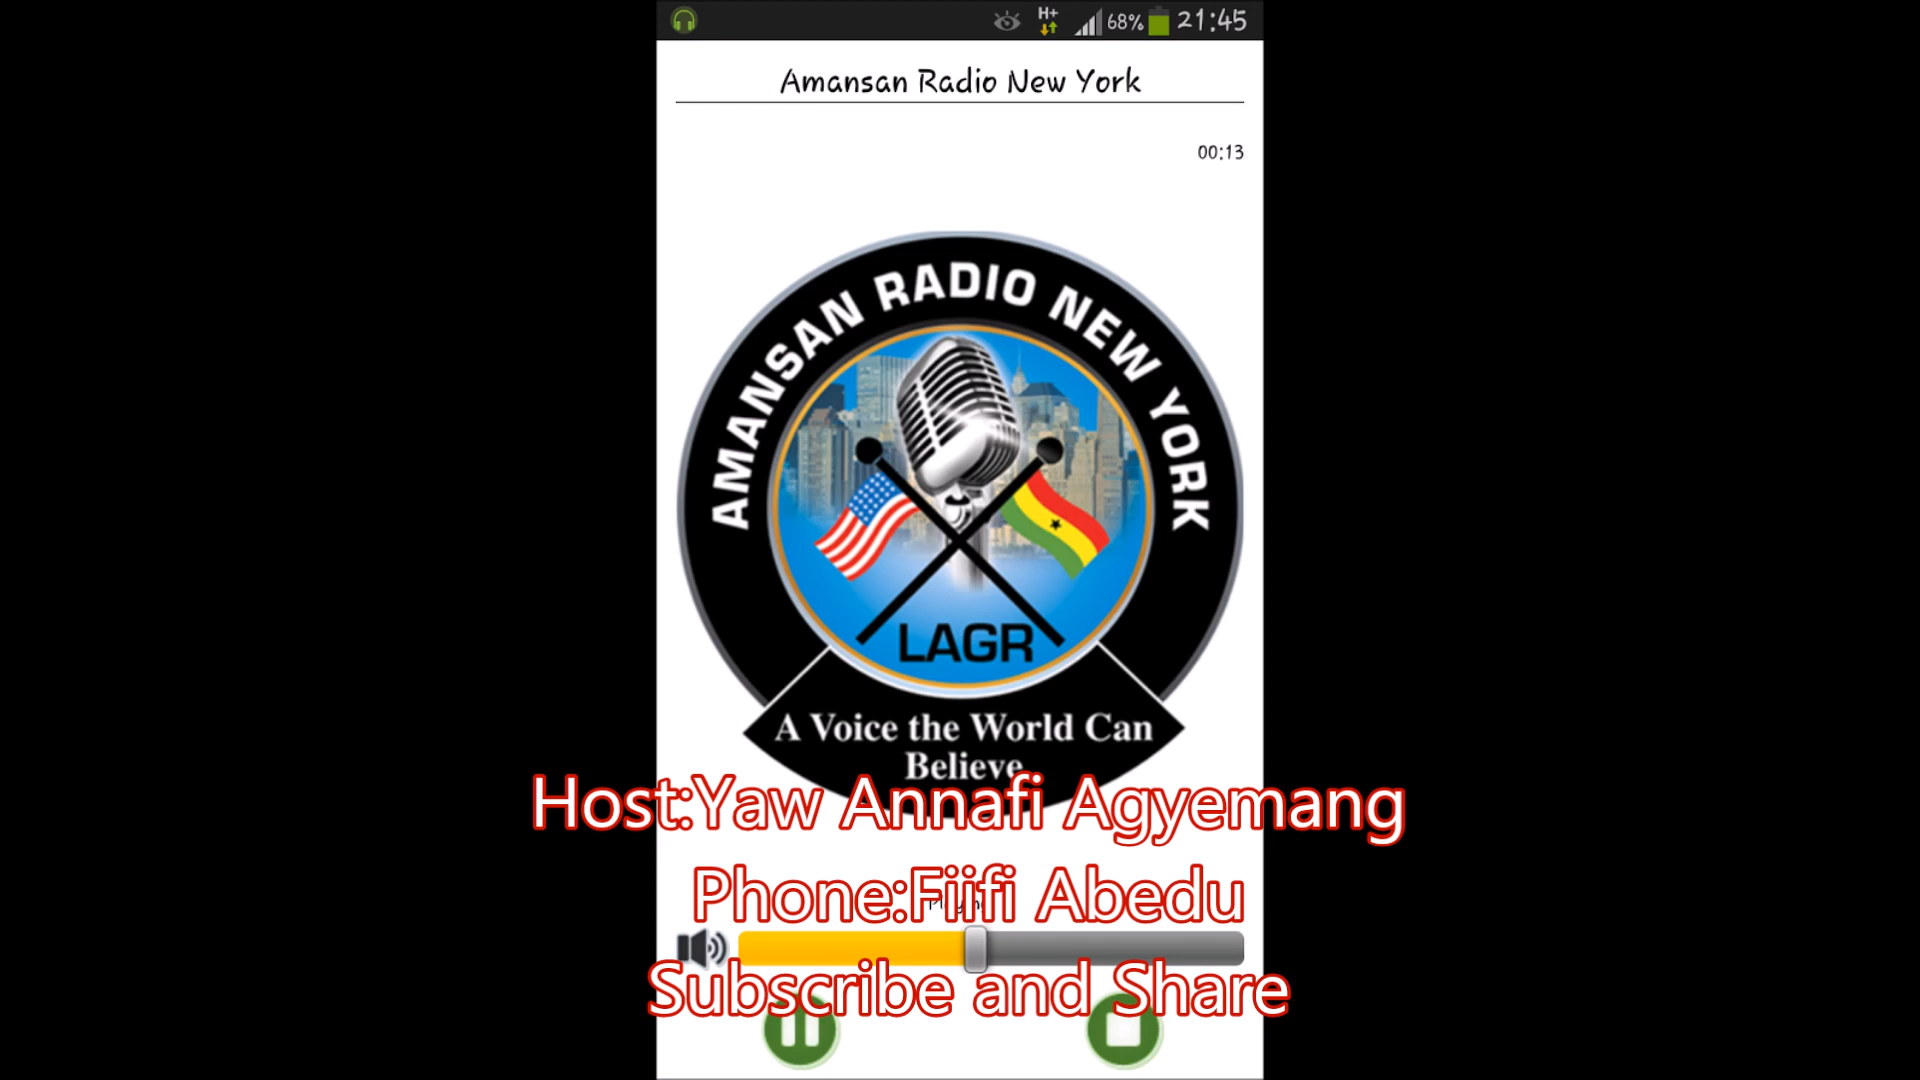 H+
68%
21:45
Amansan Radio New York
00:13
AMANSAN RADIO NEW YORK
LAGR
A Voice the World Can
Believe
Host:Yaw Annafi Agyemang
Phone:Fiifi Abedu
Subscribe and Share